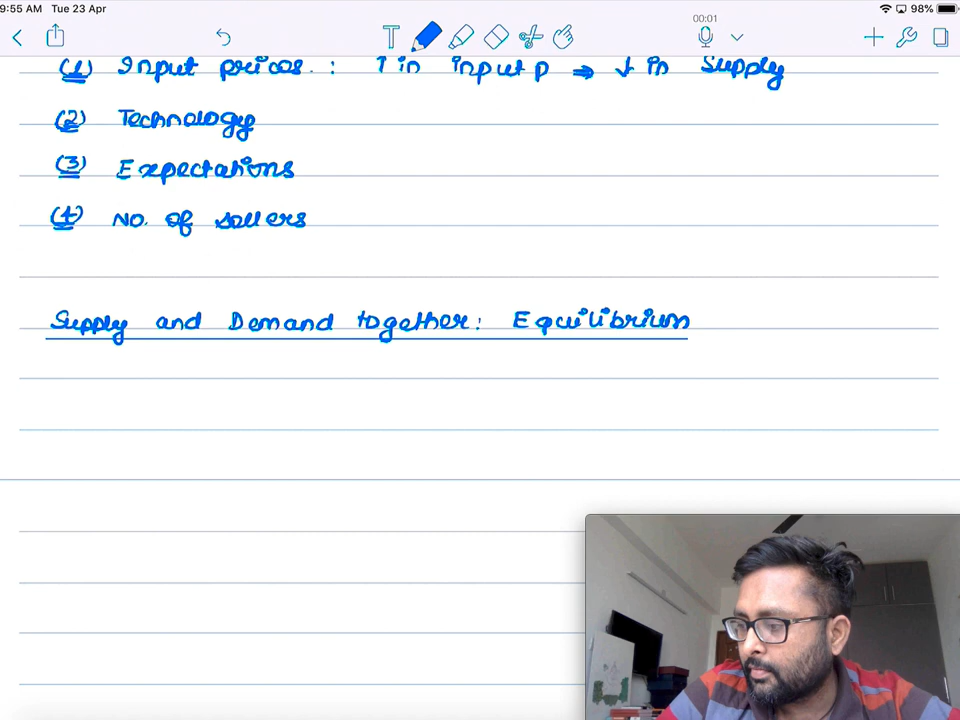 9:55 AM Tue 23 Apr
98%
00:01
T
(1) Input prices : ↑ in input p ⇒ ↓ in Supply
(2) Technology
(3) Expectations
(4) No. of sellers
Supply and Demand together: Equilibrium